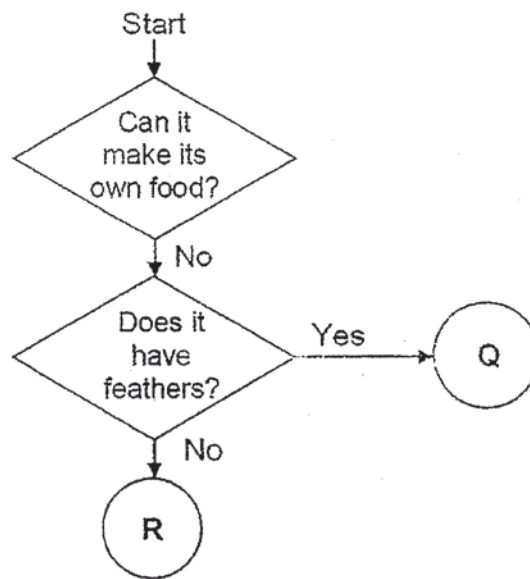 Start
Can it
make its
own food?
No
Does it
have
feathers?
Yes
Q
No
R